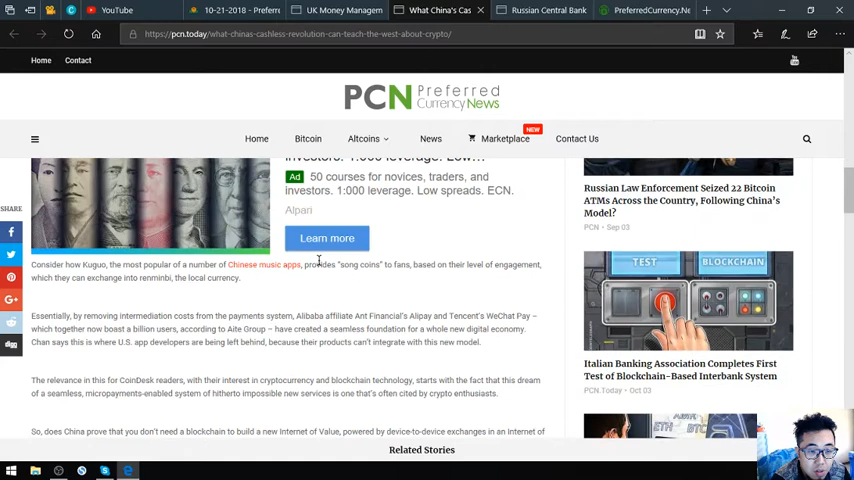 YouTube
10-21-2018 - Preferre
UK Money Managem
What China's Cas
Russian Central Bank
PreferredCurrency.Ne
https://pcn.today/what-chinas-cashless-revolution-can-teach-the-west-about-crypto/
Home Contact
PCN Preferred
CurrencyNews
Home Bitcoin Altcoins News Marketplace NEW Contact Us
SHARE
investors. 1:000 leverage. Low...
Ad 50 courses for novices, traders, and
investors. 1:000 leverage. Low spreads. ECN.
Alpari
Learn more
Consider how Kuguo, the most popular of a number of Chinese music apps, provides "song coins" to fans, based on their level of engagement,
which they can exchange into renminbi, the local currency.
Essentially, by removing intermediation costs from the payments system, Alibaba affiliate Ant Financial's Alipay and Tencent's WeChat Pay –
which together now boast a billion users, according to Aite Group – have created a seamless foundation for a whole new digital economy.
Chan says this is where U.S. app developers are being left behind, because their products can't integrate with this new model.
The relevance in this for CoinDesk readers, with their interest in cryptocurrency and blockchain technology, starts with the fact that this dream
of a seamless, micropayments-enabled system of hitherto impossible new services is one that's often cited by crypto enthusiasts.
So, does China prove that you don't need a blockchain to build a new Internet of Value, powered by device-to-device exchanges in an Internet of
Russian Law Enforcement Seized 22 Bitcoin
ATMs Across the Country, Following China's
Model?
PCN - Sep 03
TEST BLOCKCHAIN
Italian Banking Association Completes First
Test of Blockchain-Based Interbank System
PCN.Today - Oct 03
ETH BTC
Related Stories
digg